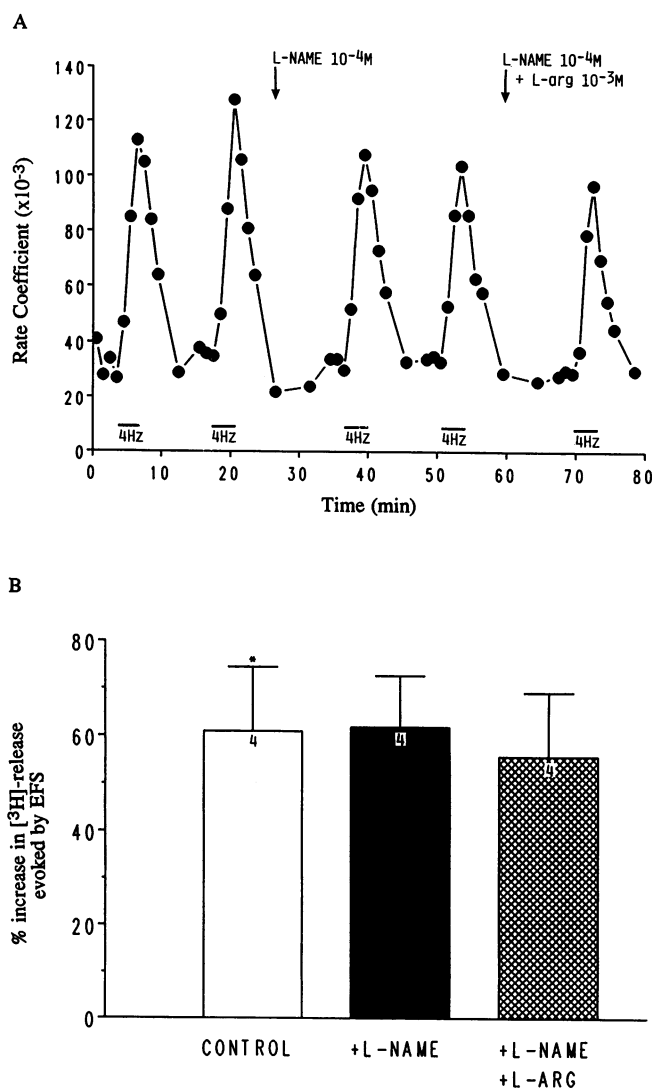 A
L-NAME 10-4M
L-NAME 10-4M
+ L-arg 10-3M
140
120
100
80
60
40
20
0
Rate Coefficient (x10-3)
4Hz 4Hz 4Hz 4Hz 4Hz
0 10 20 30 40 50 60 70 80
Time (min)
B
80
60
40
20
0
% increase in [3H]-release
evoked by EFS
*
4 4 4
CONTROL +L-NAME +L-NAME
+L-ARG